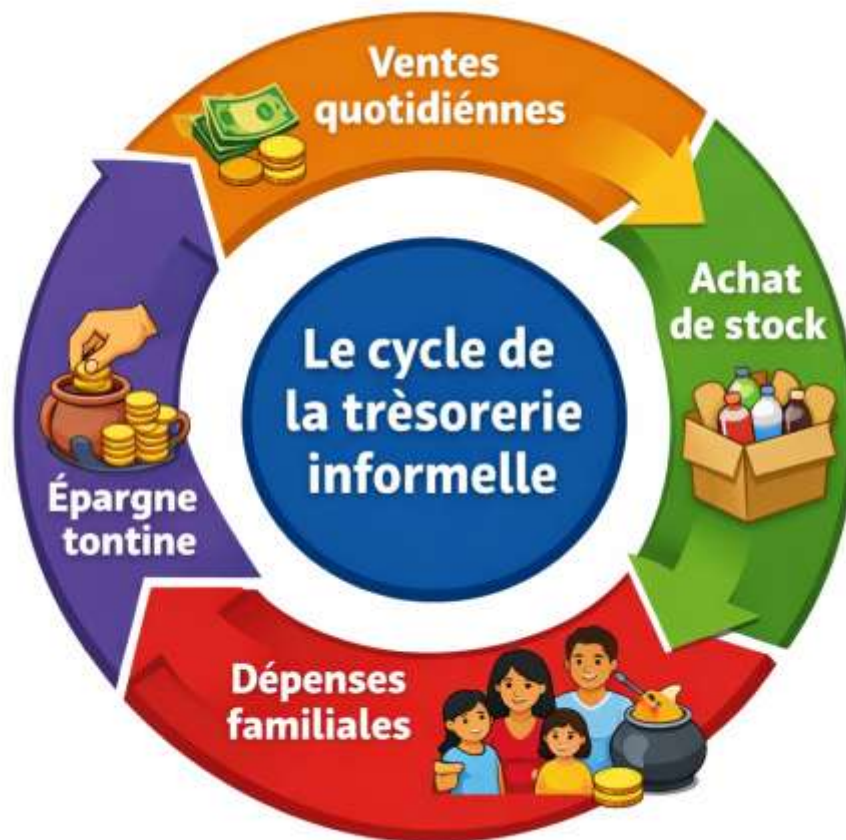 Ventes
quotidiénnes
Achat
de stock
Le cycle de
la trèsorerie
informelle
Épargne
tontine
Dépenses
familiales